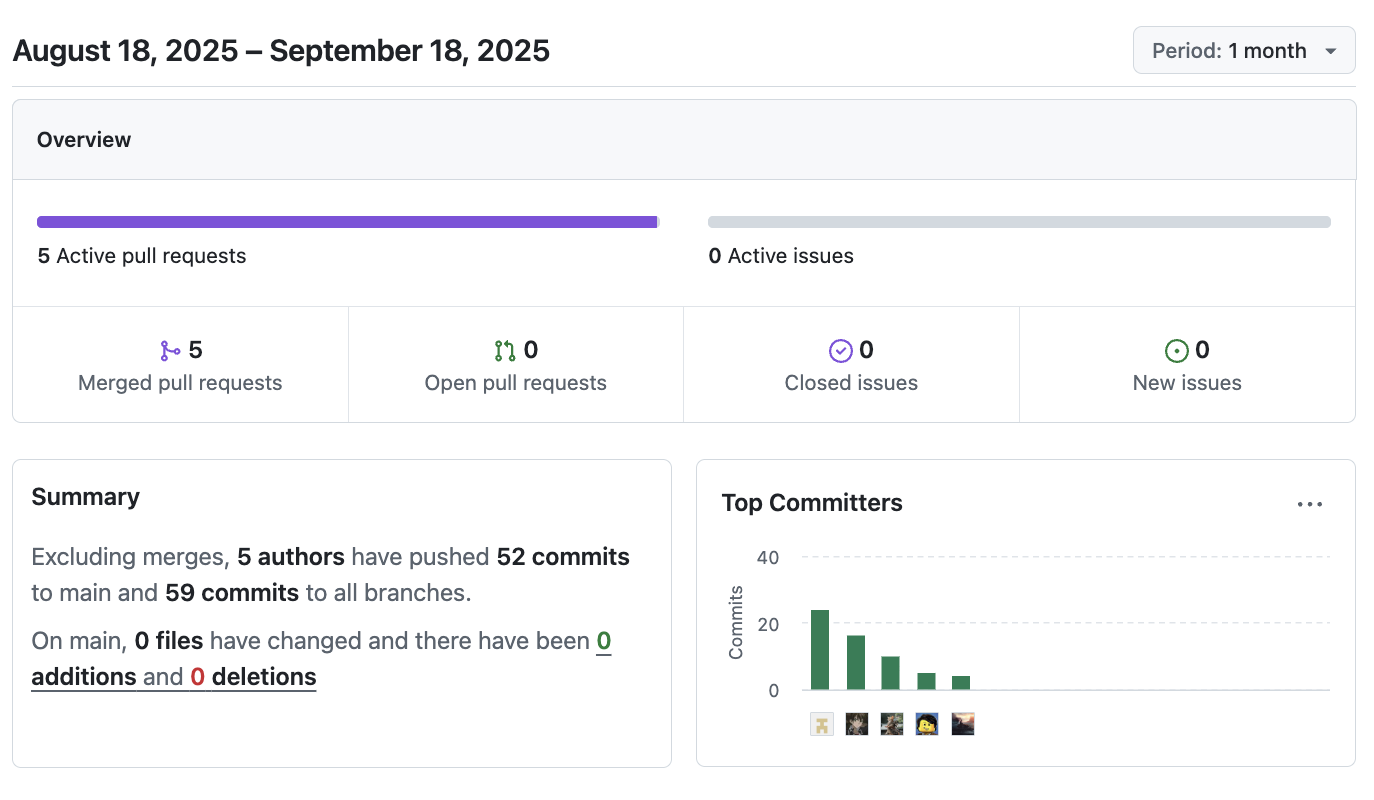 August 18, 2025 – September 18, 2025
Period: 1 month
Overview
5 Active pull requests
0 Active issues
5
Merged pull requests
0
Open pull requests
0
Closed issues
0
New issues
Summary
Excluding merges, 5 authors have pushed 52 commits
to main and 59 commits to all branches.
On main, 0 files have changed and there have been 0
additions and 0 deletions
Top Committers
Commits
40
20
0